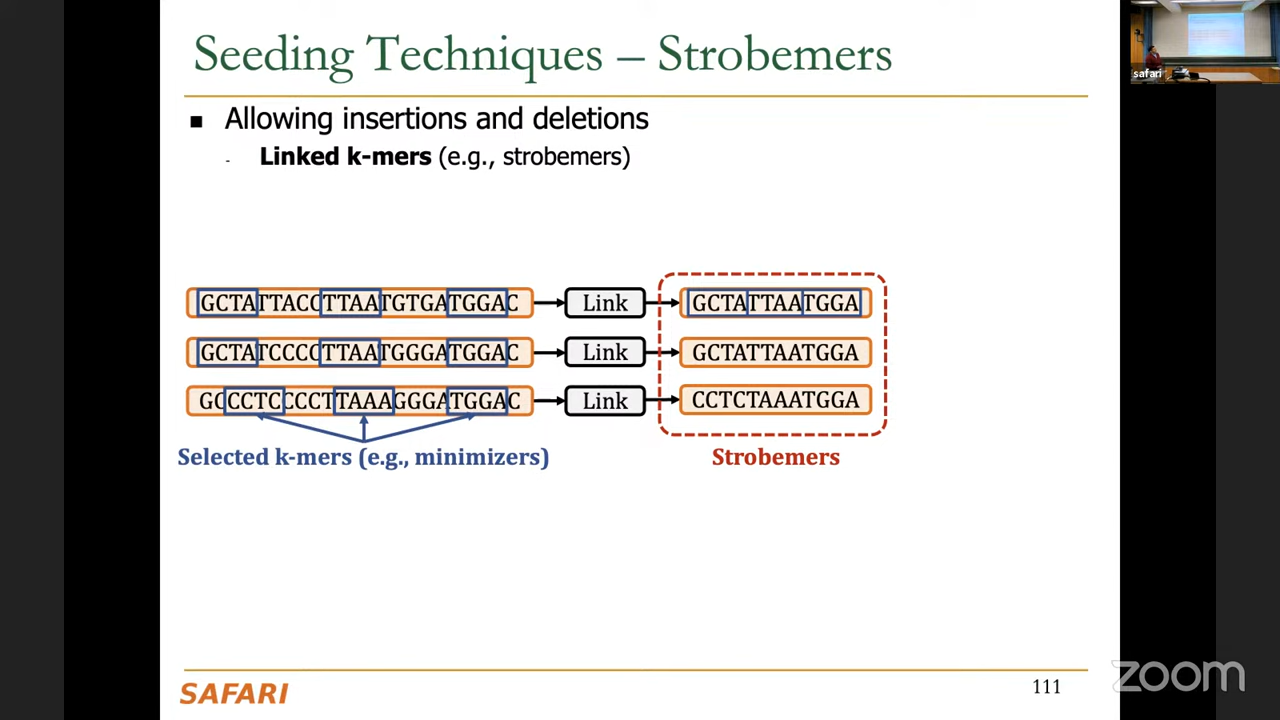 Seeding Techniques – Strobemers
safari
■ Allowing insertions and deletions
- Linked k-mers (e.g., strobemers)
GCTATTACCTTAATGTGATGGAC Link GCTATTAATGGA
GCTATCCCCTTAATGGGATGGAC Link GCTATTAATGGA
GCCCTCCCCTTAAAGGGATGGAC Link CCTCTAAATGGA
Selected k-mers (e.g., minimizers) Strobemers
SAFARI 111 zoom